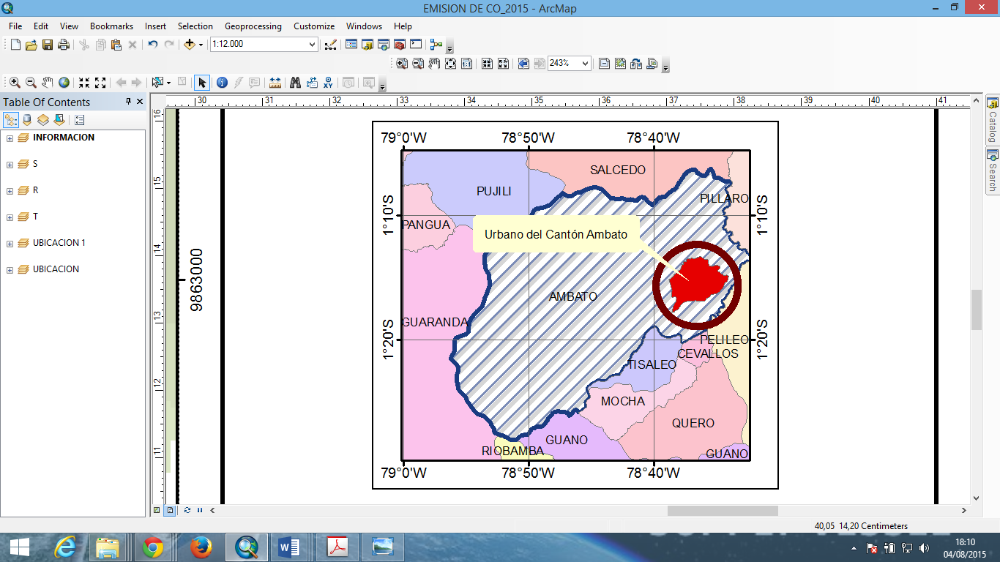 EMISION DE CO_2015 - ArcMap
File Edit View Bookmarks Insert Selection Geoprocessing Customize Windows Help
1:12.000
1:1 243%
XY
Table Of Contents
INFORMACION
S
R
T
UBICACION 1
UBICACION
30 31 32 33 34 35 36 37 38 39 40 41
16
15
14
13
12
11
9863000
79°0'W 78°50'W 78°40'W
SALCEDO
PUJILI
PILLARO
1°10'S 1°10'S
PANGUA
Urbano del Cantón Ambato
AMBATO
GUARANDA
1°20'S 1°20'S
PELILEO
CEVALLOS
TISALEO
MOCHA
QUERO
GUANO
RIOBAMBA
GUANO
79°0'W 78°50'W 78°40'W
Catalog
Search
40,05 14,20 Centimeters
18:10
04/08/2015